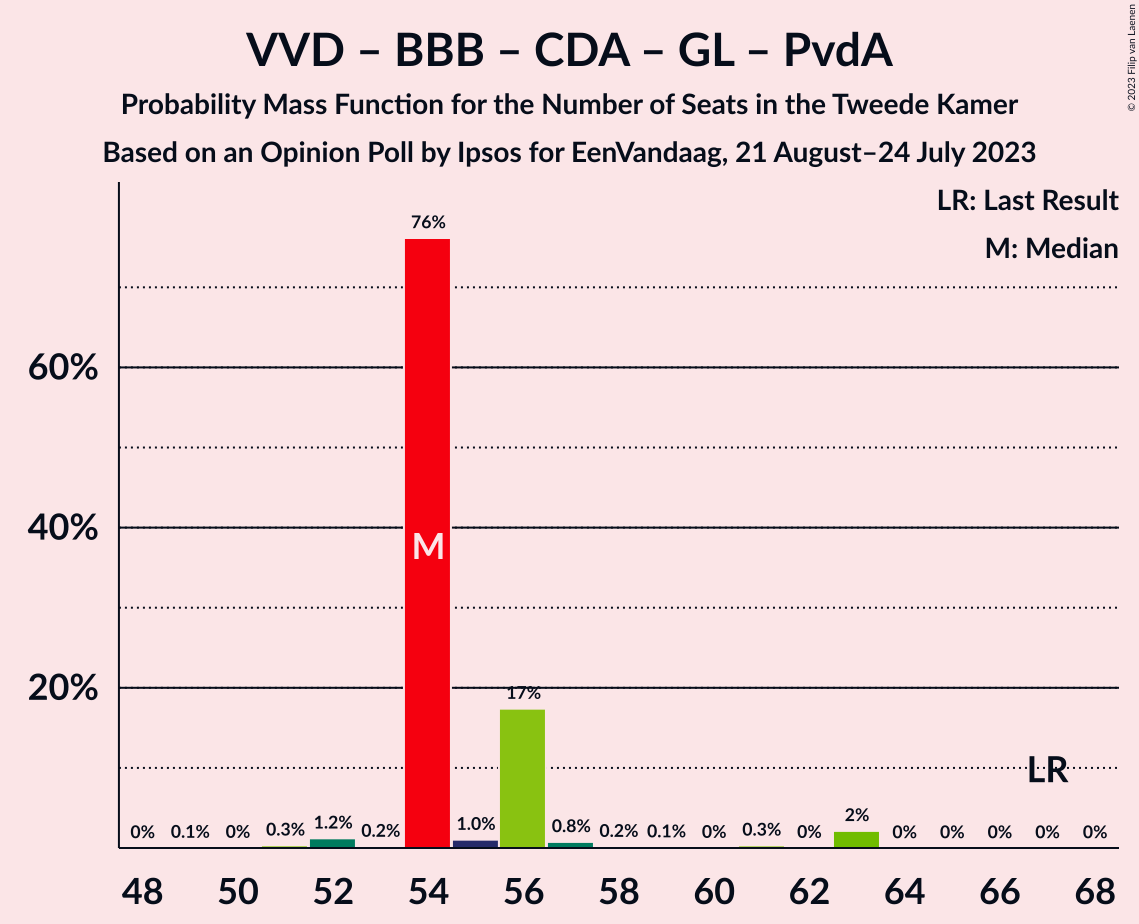 VVD – BBB – CDA – GL – PvdA
Probability Mass Function for the Number of Seats in the Tweede Kamer
Based on an Opinion Poll by Ipsos for EenVandaag, 21 August–24 July 2023
© 2023 Filip van Laenen
LR: Last Result
M: Median
60%
40%
20%
0% 0.1% 0% 0.3% 1.2% 0.2% 76% 1.0% 17% 0.8% 0.2% 0.1% 0% 0.3% 0% 2% 0% 0% 0% 0% 0%
M
LR
48 50 52 54 56 58 60 62 64 66 68